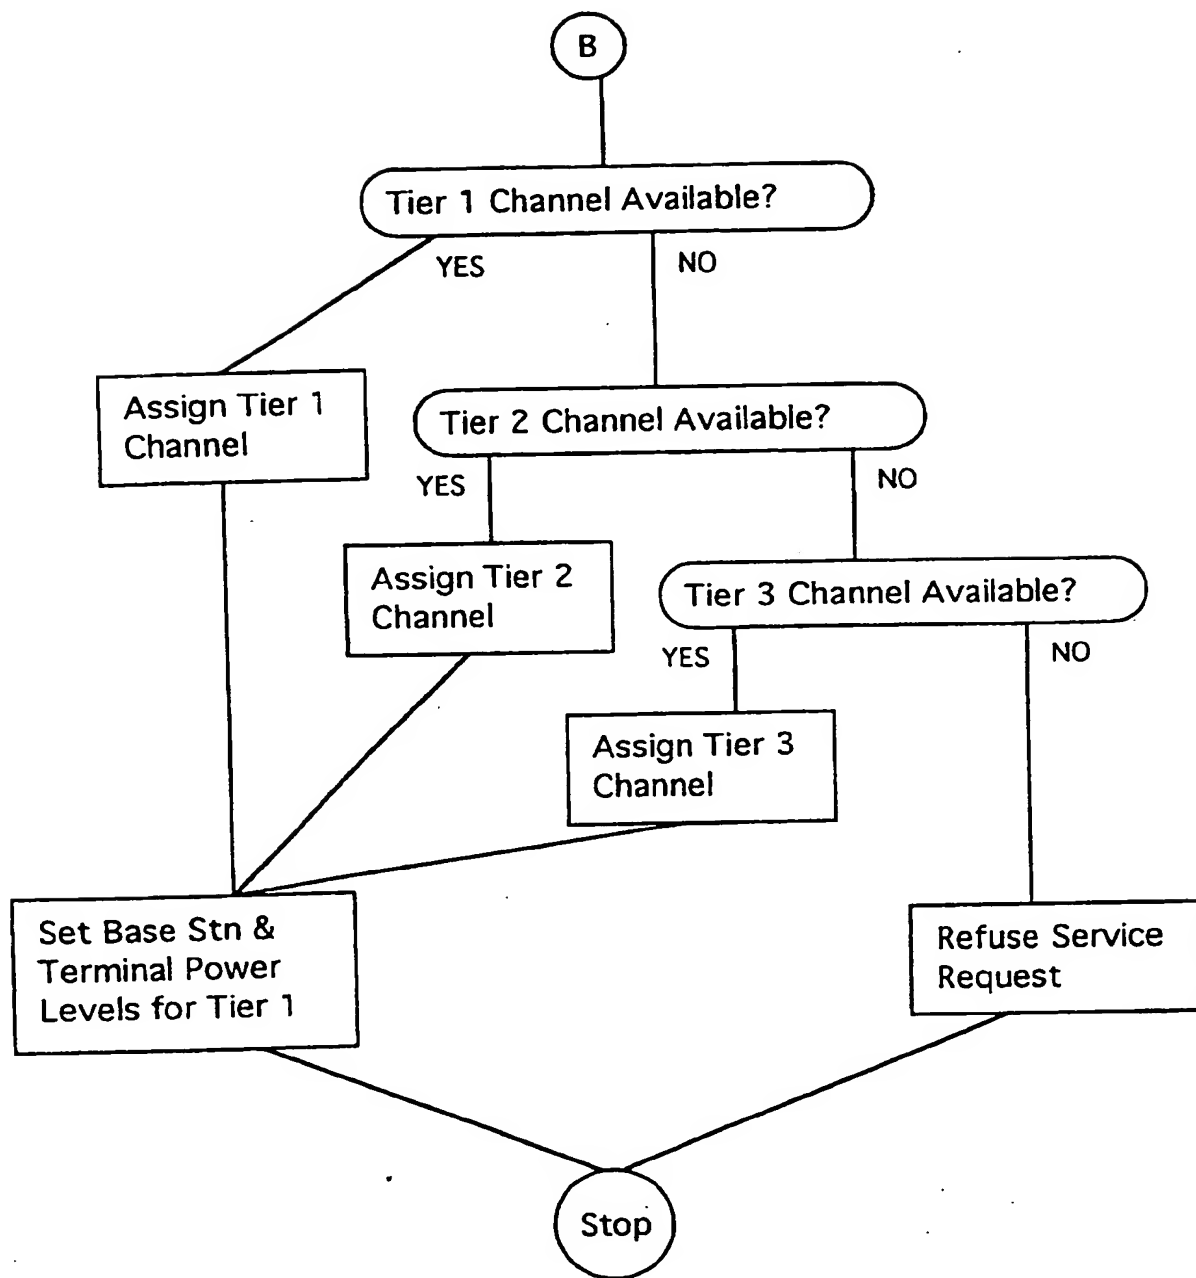 B
Tier 1 Channel Available?
YES
NO
Assign Tier 1
Channel
Tier 2 Channel Available?
YES
NO
Assign Tier 2
Channel
Tier 3 Channel Available?
YES
NO
Assign Tier 3
Channel
Set Base Stn &
Terminal Power
Levels for Tier 1
Refuse Service
Request
Stop